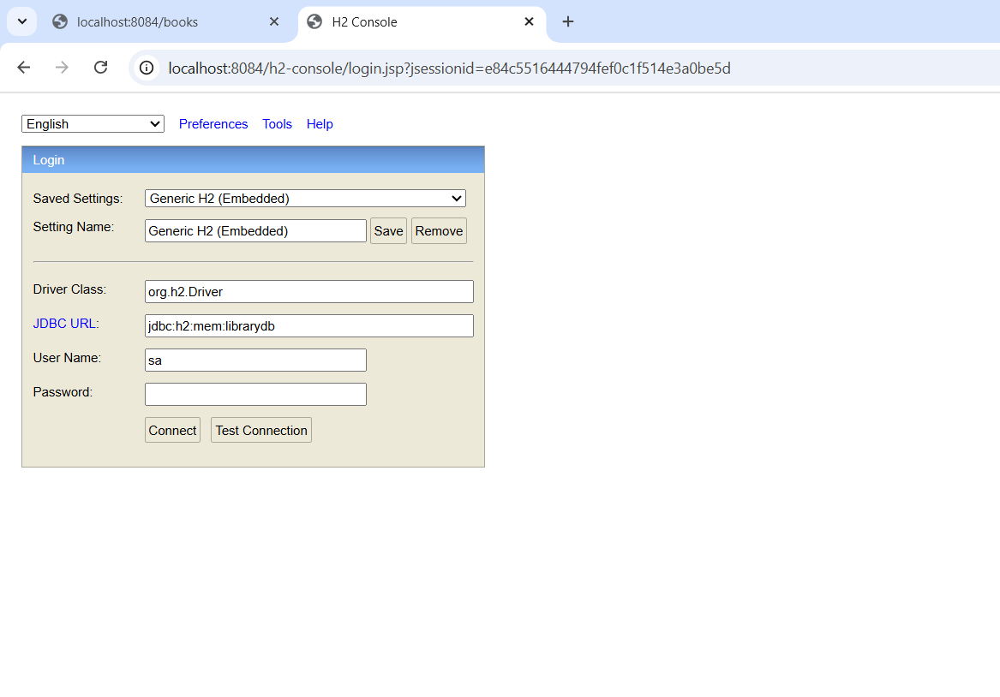 localhost:8084/books
H2 Console
localhost:8084/h2-console/login.jsp?jsessionid=e84c5516444794fef0c1f514e3a0be5d
English Preferences Tools Help
Login
Saved Settings: Generic H2 (Embedded)
Setting Name: Generic H2 (Embedded) Save Remove
Driver Class: org.h2.Driver
JDBC URL: jdbc:h2:mem:librarydb
User Name: sa
Password:
Connect Test Connection